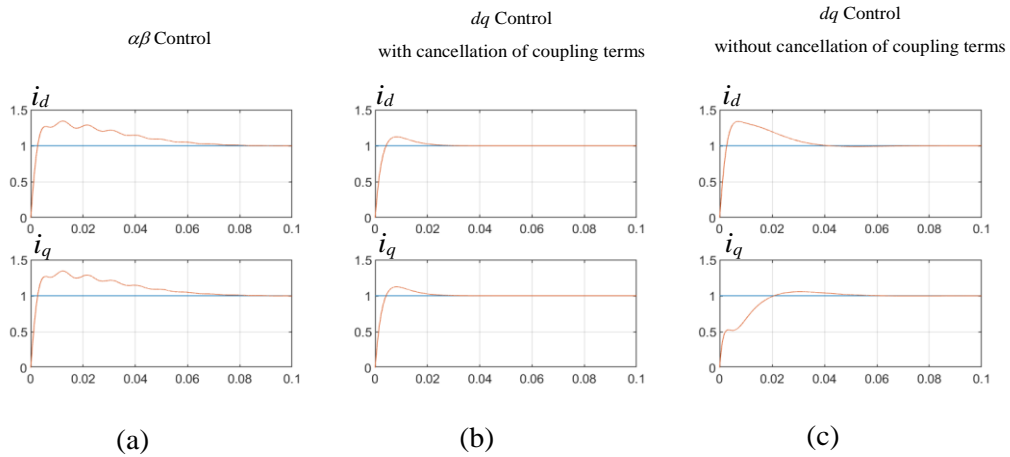 αβ Control
dq Control
with cancellation of coupling terms
dq Control
without cancellation of coupling terms
i_d
1.5
1
0.5
0
0 0.02 0.04 0.06 0.08 0.1
i_q
1.5
1
0.5
0
0 0.02 0.04 0.06 0.08 0.1
(a)
i_d
1.5
1
0.5
0
0 0.02 0.04 0.06 0.08 0.1
i_q
1.5
1
0.5
0
0 0.02 0.04 0.06 0.08 0.1
(b)
i_d
1.5
1
0.5
0
0 0.02 0.04 0.06 0.08 0.1
i_q
1.5
1
0.5
0
0 0.02 0.04 0.06 0.08 0.1
(c)